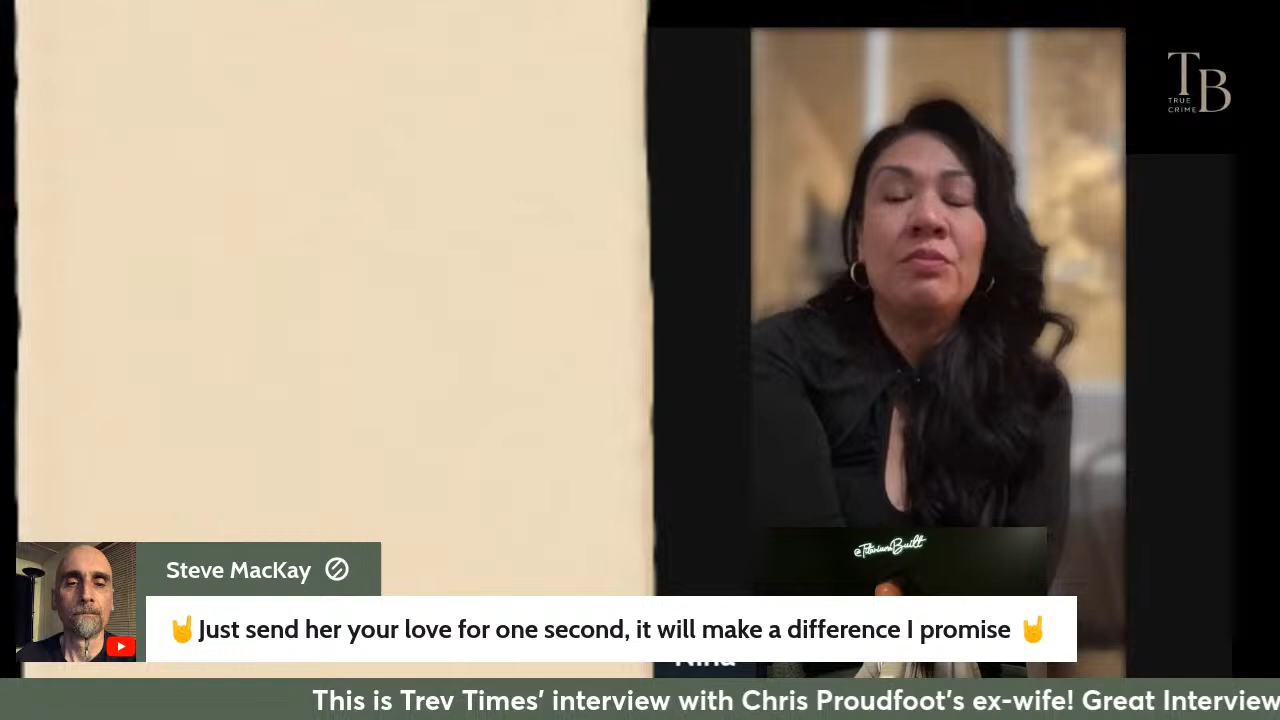 TB
TRUE
CRIME
@TitaniumBuilt
Steve MacKay
🤘Just send her your love for one second, it will make a difference I promise 🤘
Nina
This is Trev Times' interview with Chris Proudfoot's ex-wife! Great Interview